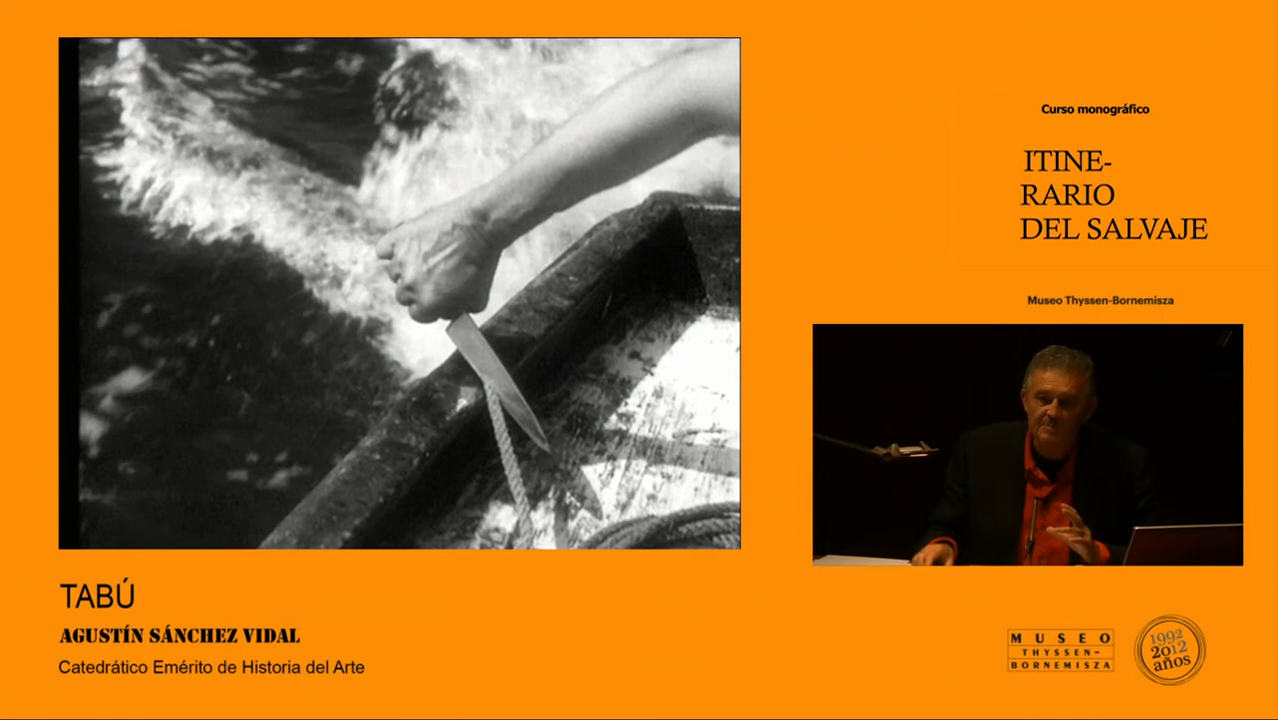 Curso monográfico
ITINE-
RARIO
DEL SALVAJE
Museo Thyssen-Bornemisza
TABÚ
AGUSTÍN SÁNCHEZ VIDAL
Catedrático Emérito de Historia del Arte
MUSEO
THYSSEN-
BORNEMISZA
1992
2012
años